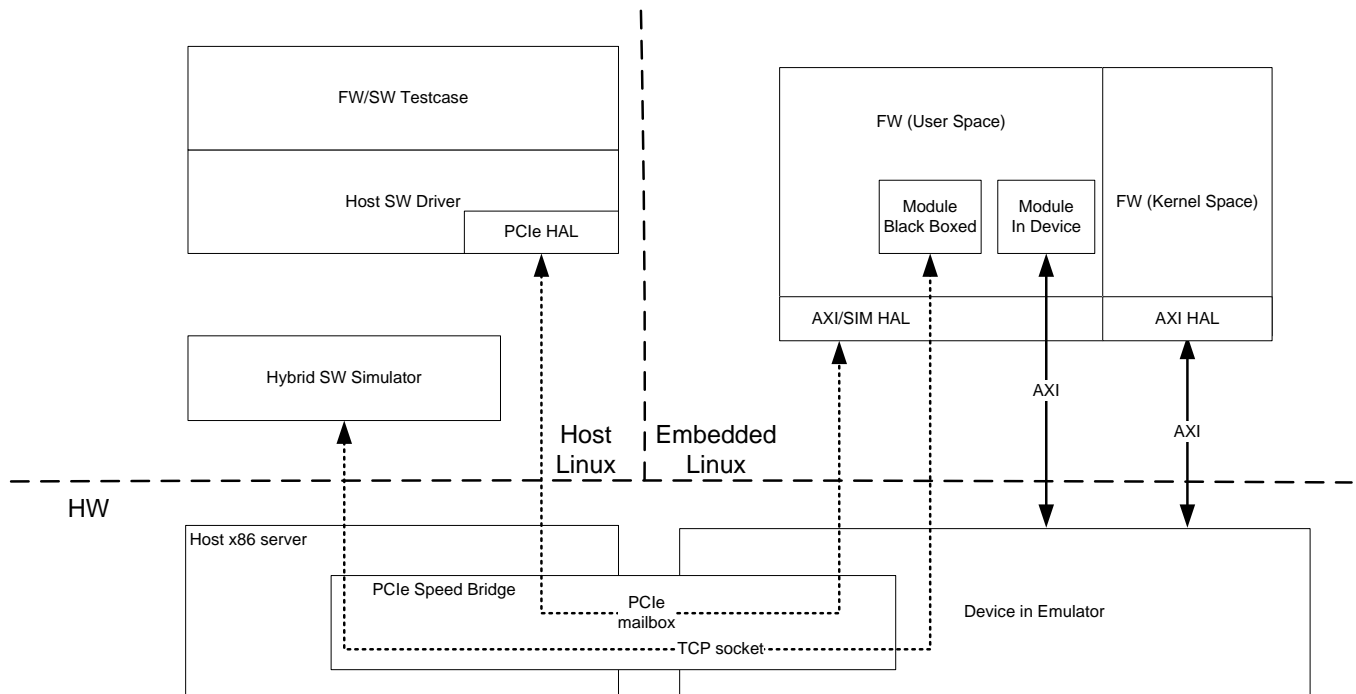 FW/SW Testcase
Host SW Driver
PCIe HAL
Hybrid SW Simulator
Host
Linux
Embedded
Linux
FW (User Space)
Module
Black Boxed
Module
In Device
FW (Kernel Space)
AXI/SIM HAL
AXI HAL
AXI
AXI
HW
Host x86 server
PCIe Speed Bridge
PCIe
mailbox
TCP socket
Device in Emulator